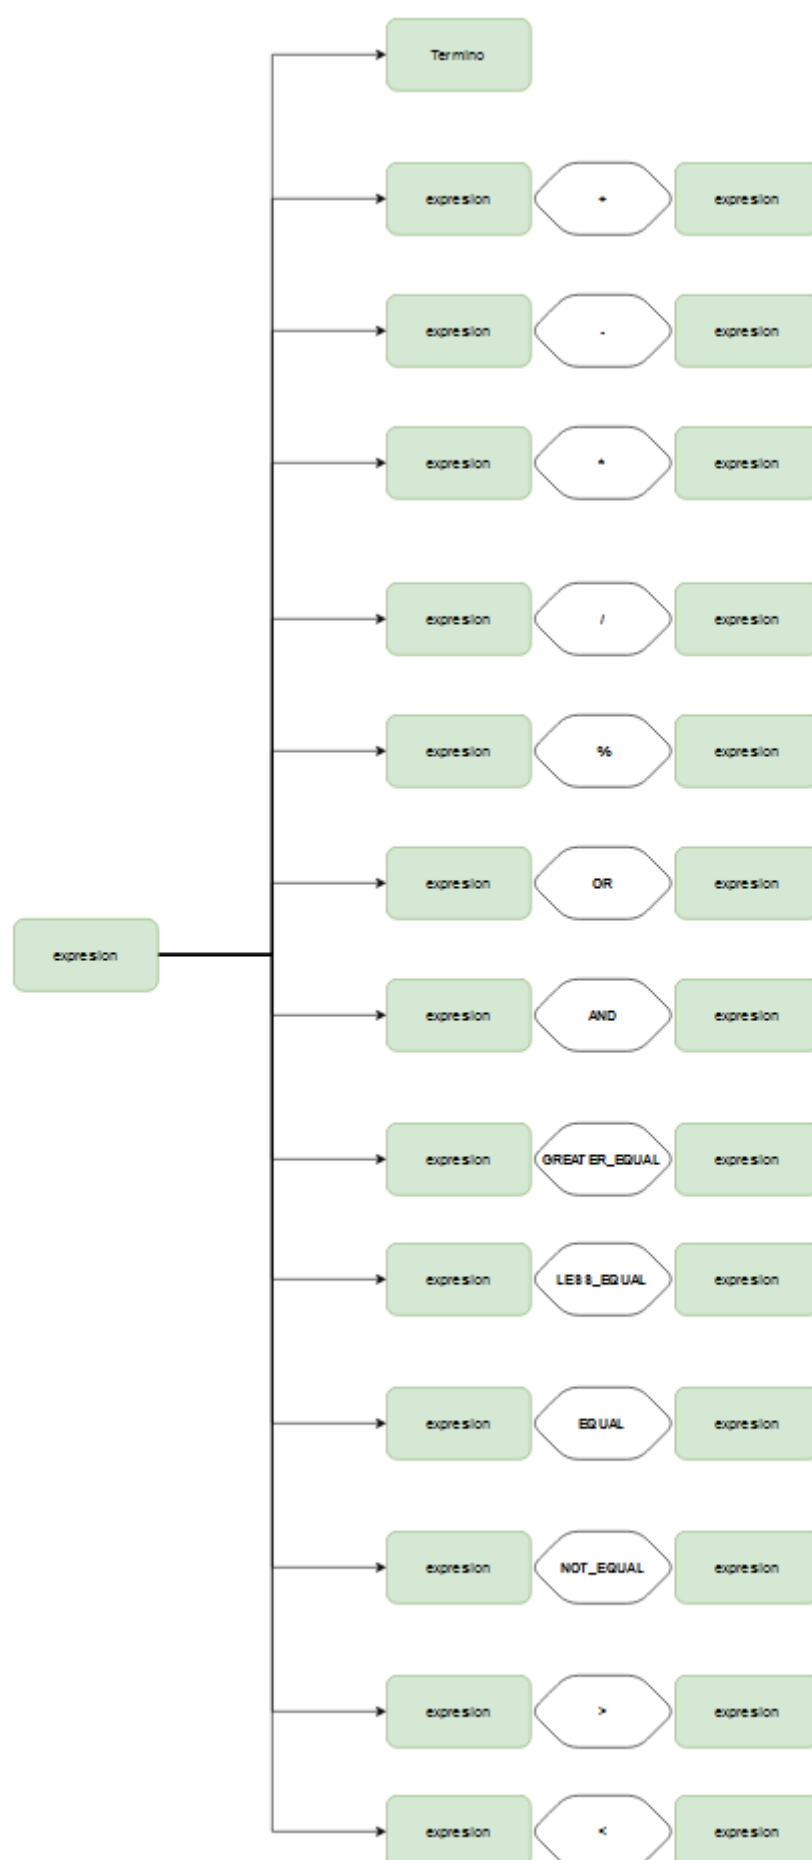 Termino
expresion + expresion
expresion - expresion
expresion * expresion
expresion / expresion
expresion % expresion
expresion OR expresion
expresion
expresion AND expresion
expresion GREATER_EQUAL expresion
expresion LESS_EQUAL expresion
expresion EQUAL expresion
expresion NOT_EQUAL expresion
expresion > expresion
expresion < expresion